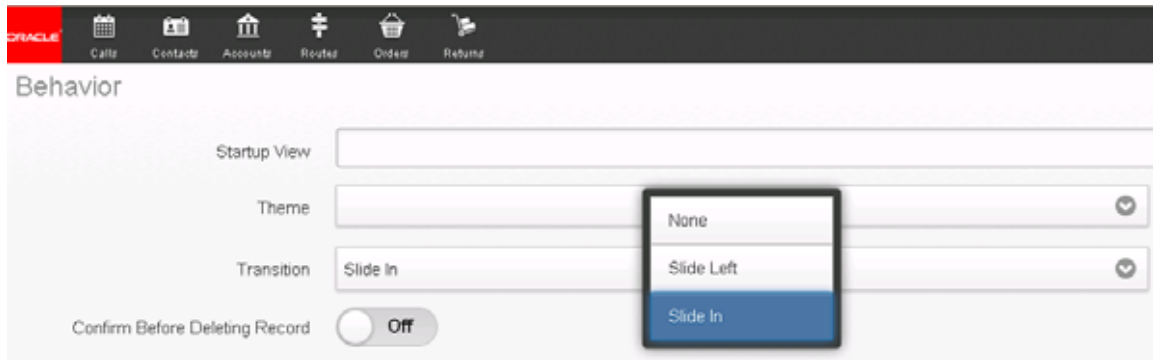 ORACLE
Calls Contacts Accounts Routes Orders Returns
Behavior
Startup View
Theme
None
Transition Slide In Slide Left
Slide In
Confirm Before Deleting Record Off